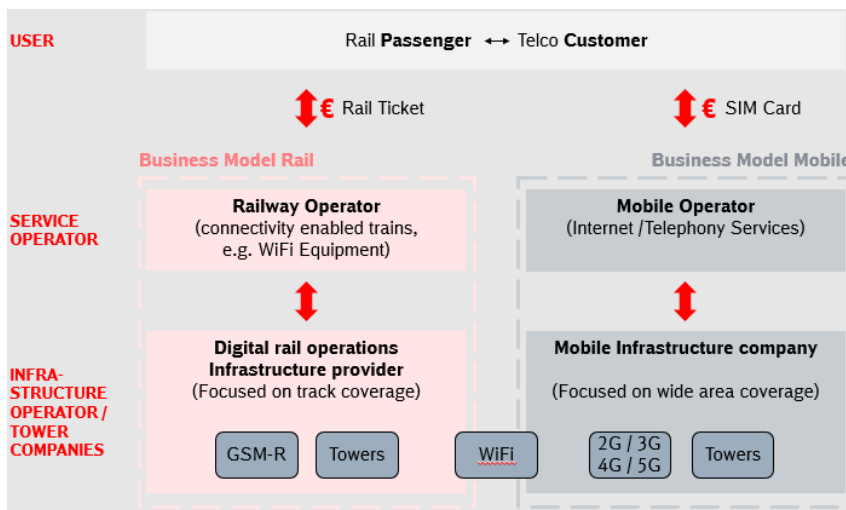 USER
Rail Passenger ↔ Telco Customer
€ Rail Ticket
€ SIM Card
Business Model Rail
Business Model Mobile
SERVICE
OPERATOR
Railway Operator
(connectivity enabled trains,
e.g. WiFi Equipment)
Mobile Operator
(Internet /Telephony Services)
INFRA-
STRUCTURE
OPERATOR /
TOWER
COMPANIES
Digital rail operations
Infrastructure provider
(Focused on track coverage)
Mobile Infrastructure company
(Focused on wide area coverage)
GSM-R
Towers
WiFi
2G / 3G
4G / 5G
Towers